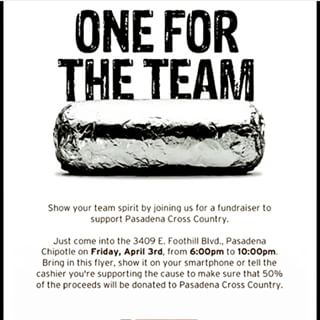 ONE FOR
THE TEAM
Show your team spirit by joining us for a fundraiser to
support Pasadena Cross Country.
Just come into the 3409 E. Foothill Blvd., Pasadena
Chipotle on Friday, April 3rd, from 6:00pm to 10:00pm.
Bring in this flyer, show it on your smartphone or tell the
cashier you're supporting the cause to make sure that 50%
of the proceeds will be donated to Pasadena Cross Country.